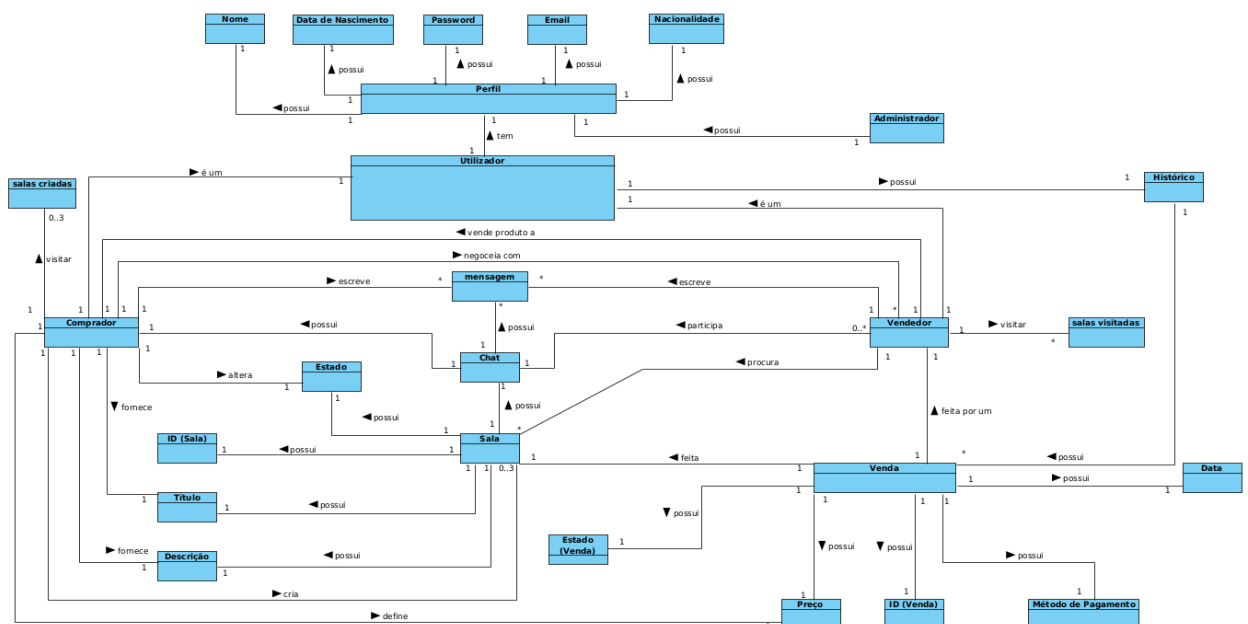 Nome
Data de Nascimento
Password
Email
Nacionalidade
1
1
1
1
1
▲ possui
▲ possui
▲ possui
▲ possui
1
1
1
1
◄ possui
Perfil
1
1
1
Administrador
◄ possui
1
▲ tem
1
Utilizador
► é um
1
salas criadas
0..3
1
► possui
1
Histórico
1
1
◄ é um
◄ vende produto a
► negoceia com
▲ visitar
► escreve
*
mensagem
*
◄ escreve
*
1
1
1
1
1
1
*
1
1
Comprador
1
◄ possui
▲ possui
◄ participa
0..*
Vendedor
1
► visitar
salas visitadas
*
1
1
1
1
1
1
Chat
1
1
1
1
◄ procura
► altera
1
Estado
1
▼ fornece
▲ possui
▲ feita por um
◄ possui
1
1
*
ID (Sala)
1
◄ possui
1
Sala
1
◄ feita
1
1
*
◄ possui
1
1
0..3
Venda
► possui
1
1
Data
1
Título
1
◄ possui
1
1
1
1
▼ possui
► fornece
1
Descrição
1
◄ possui
Estado
(Venda)
1
▼ possui
▼ possui
► possui
► cria
1
1
1
Preço
ID (Venda)
Método de Pagamento
► define